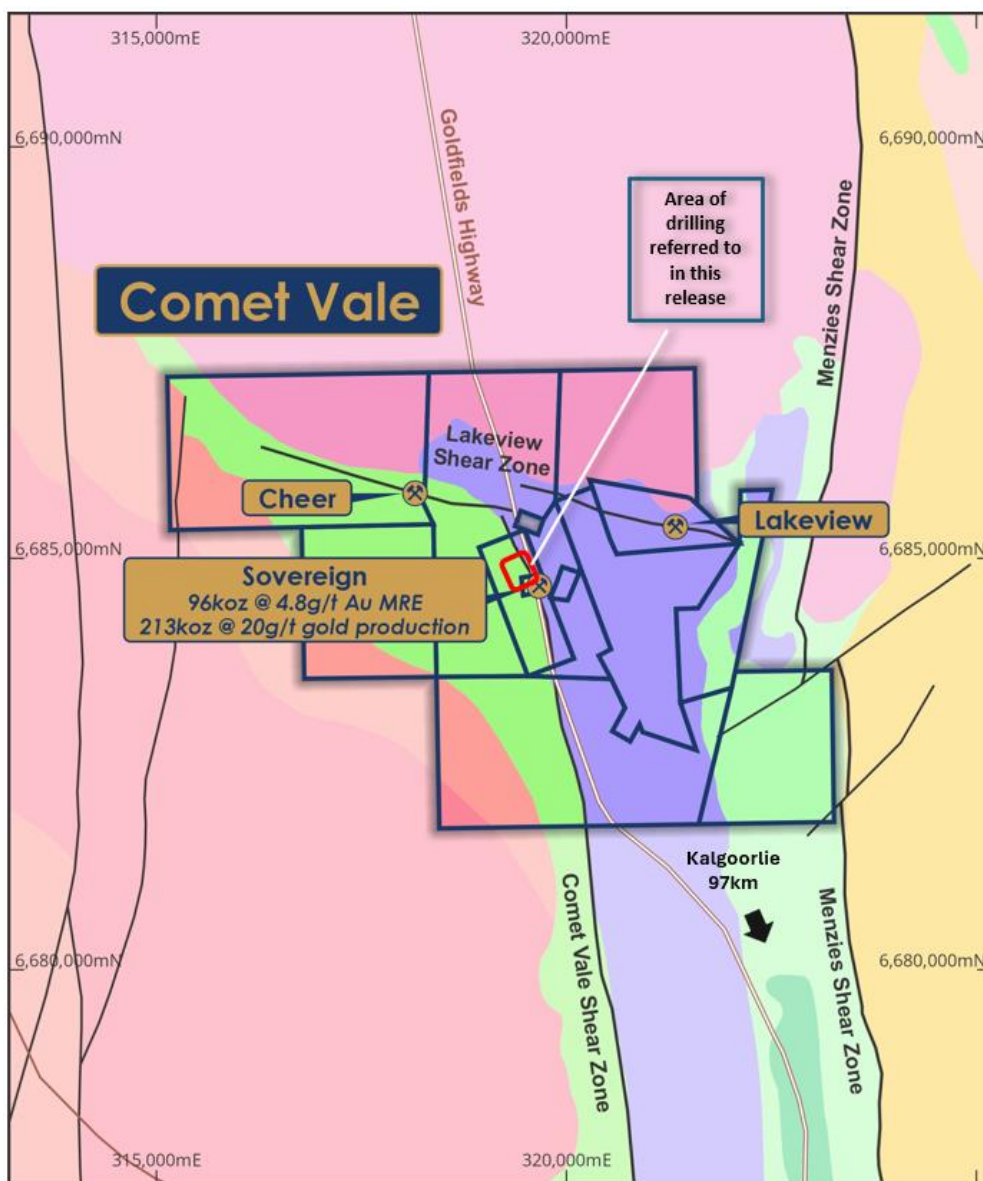 315,000mE
320,000mE
6,690,000mN
6,690,000mN
Goldfields Highway
Menzies Shear Zone
Area of
drilling
referred to
in this
release
Comet Vale
Lakeview
Shear Zone
Cheer
Lakeview
6,685,000mN
6,685,000mN
Sovereign
96koz @ 4.8g/t Au MRE
213koz @ 20g/t gold production
Kalgoorlie
97km
Comet Vale Shear Zone
Menzies Shear Zone
6,680,000mN
6,680,000mN
315,000mE
320,000mE